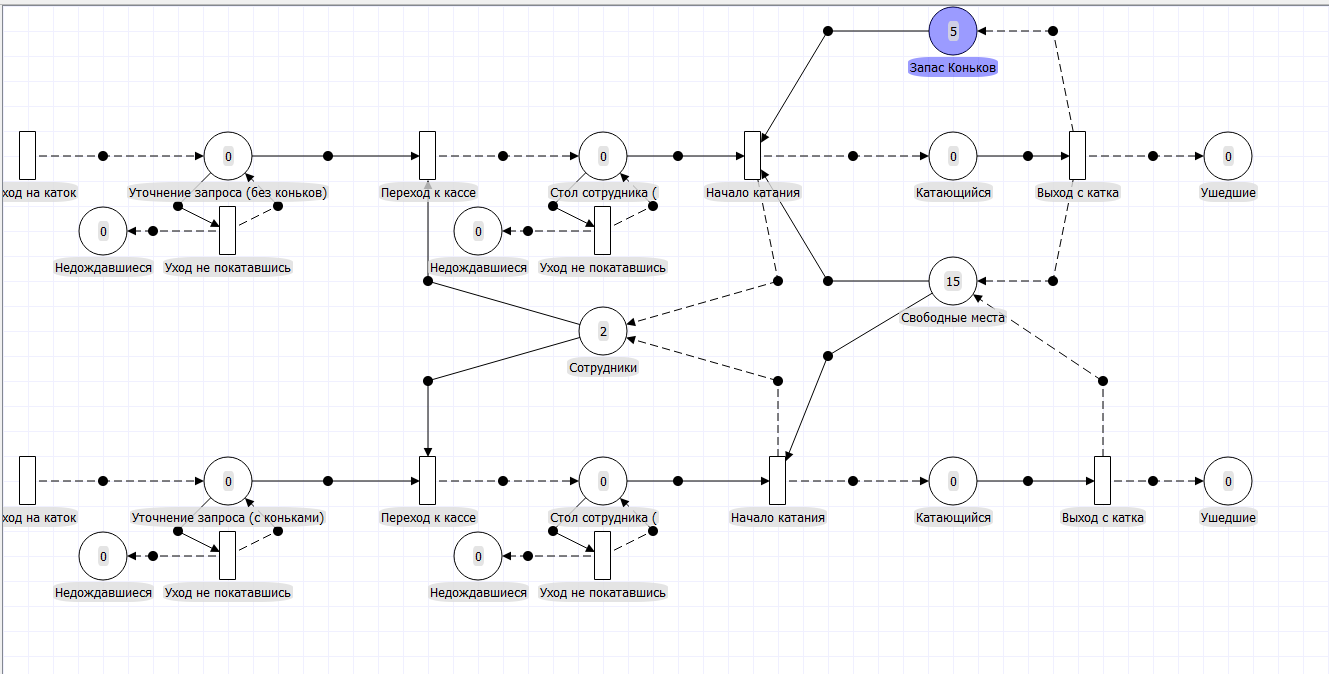 5
Запас Коньков
0
0
0
0
ход на каток
Уточнение запроса (без коньков)
Переход к кассе
Стол сотрудника (
Начало катания
Катающийся
Выход с катка
Ушедшие
0
0
Недождавшиеся
Уход не покатавшись
Недождавшиеся
Уход не покатавшись
15
Свободные места
2
Сотрудники
0
0
0
0
ход на каток
Уточнение запроса (с коньками)
Переход к кассе
Стол сотрудника (
Начало катания
Катающийся
Выход с катка
Ушедшие
0
0
Недождавшиеся
Уход не покатавшись
Недождавшиеся
Уход не покатавшись